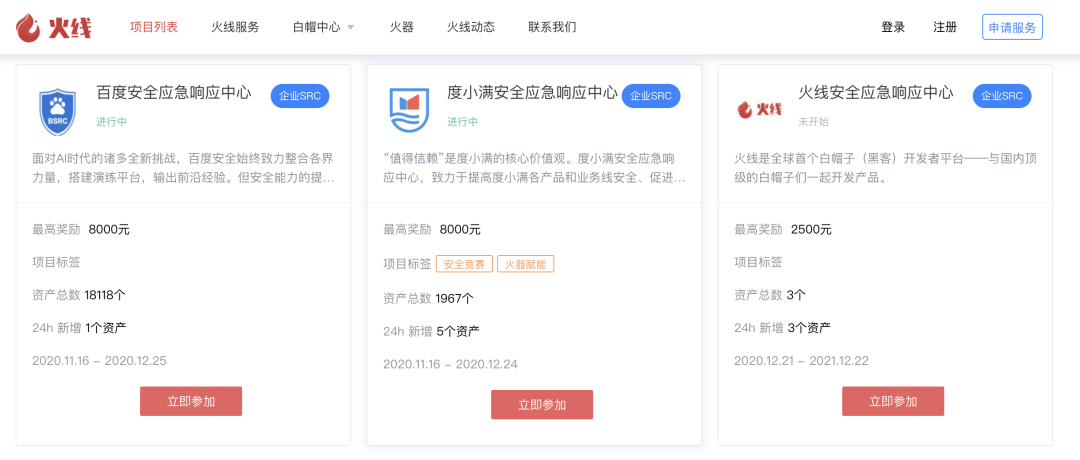 火线 项目列表 火线服务 白帽中心 火器 火线动态 联系我们 登录 注册 申请服务
BSRC
百度安全应急响应中心 企业SRC
进行中
面对AI时代的诸多全新挑战，百度安全始终致力整合各界
力量，搭建演练平台，输出前沿经验。但安全能力的提...
最高奖励 8000元
项目标签
资产总数 18118个
24h 新增 1个资产
2020.11.16 – 2020.12.25
立即参加
度小满安全应急响应中心 企业SRC
进行中
“值得信赖”是度小满的核心价值观。度小满安全应急响
应中心，致力于提高度小满各产品和业务线安全、促进...
最高奖励 8000元
项目标签 安全竞赛 火器赋能
资产总数 1967个
24h 新增 5个资产
2020.11.16 – 2020.12.24
立即参加
火线
火线安全应急响应中心 企业SRC
未开始
火线是全球首个白帽子（黑客）开发者平台——与国内顶
级的白帽子们一起开发产品。
最高奖励 2500元
项目标签
资产总数 3个
24h 新增 3个资产
2020.12.21 – 2021.12.22
立即参加